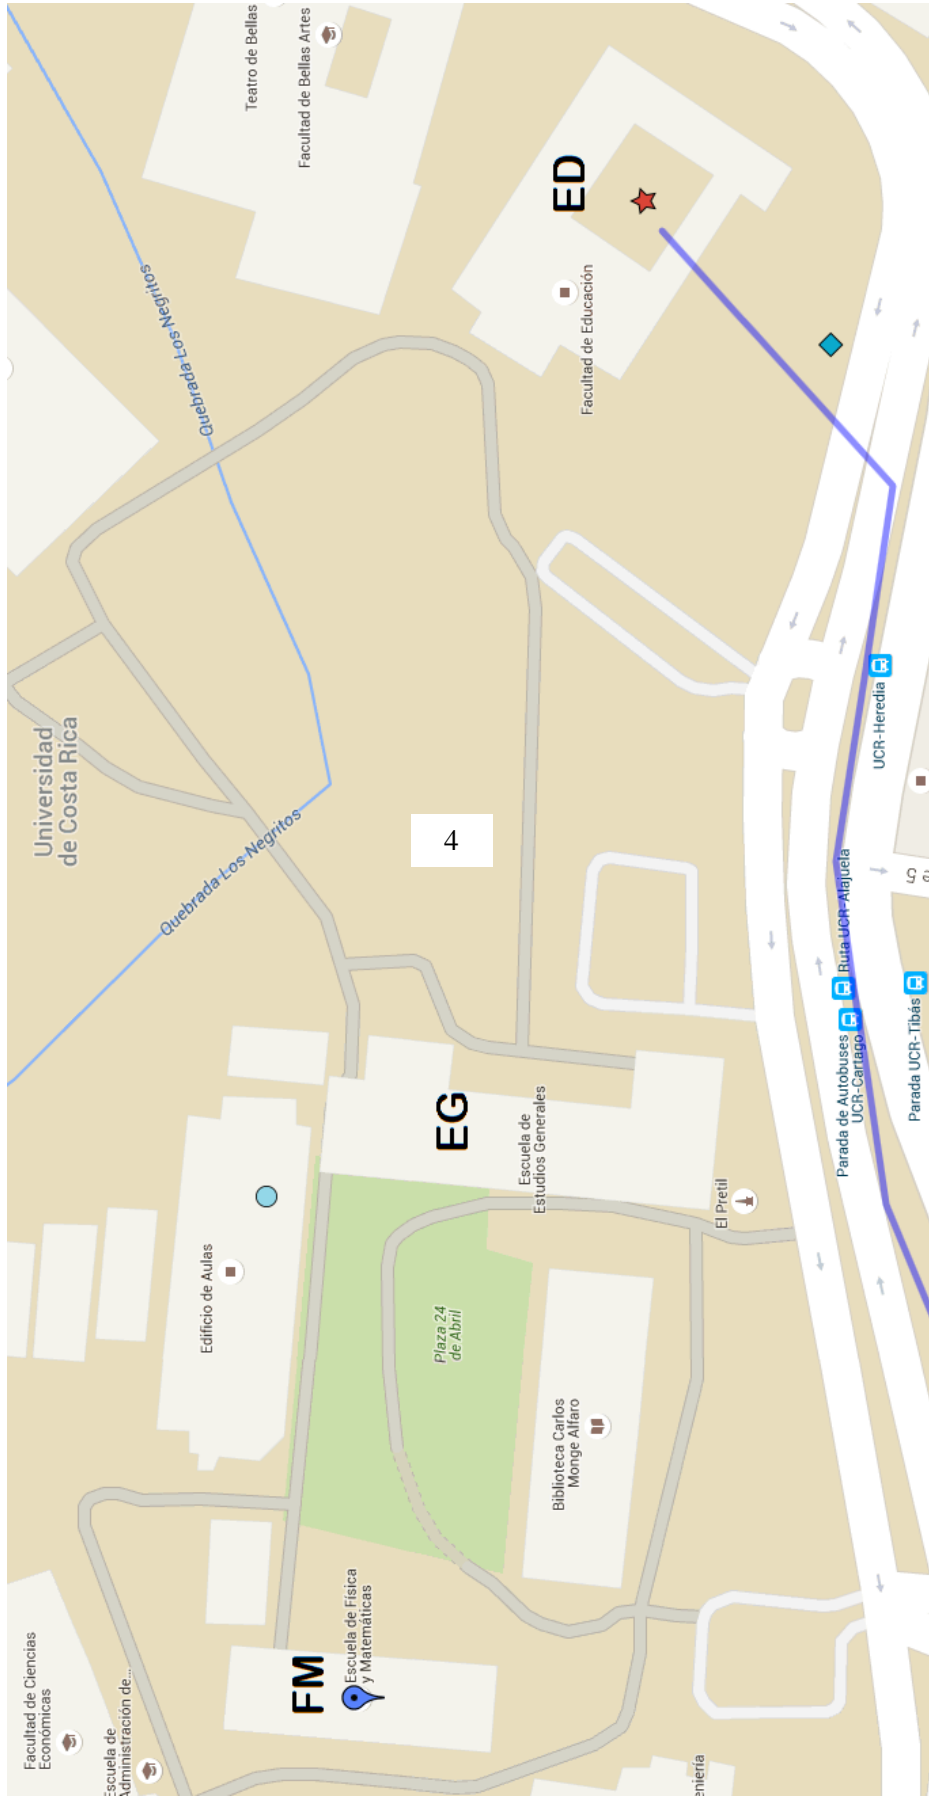 Teatro de Bellas
Facultad de Bellas Artes
ED
Facultad de Educación
Quebrada Los Negritos
Universidad
de Costa Rica
Quebrada Los Negritos
4
UCR-Heredia
Ruta UCR-Alajuela
Parada de Autobuses
UCR-Cartago
Parada UCR-Tibás
EG
Escuela de
Estudios Generales
El Pretil
Edificio de Aulas
Plaza 24
de Abril
Biblioteca Carlos
Monge Alfaro
FM
Escuela de Física
y Matemáticas
Facultad de Ciencias
Económicas
Escuela de
Administración de...
eniería